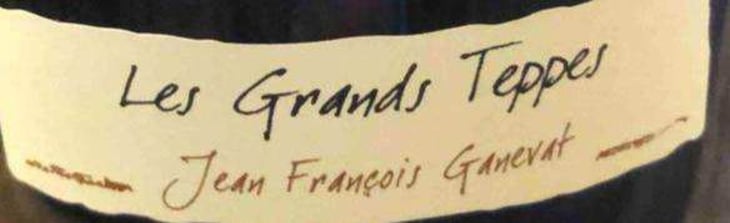 Les Grands Teppes
Jean François Ganevat